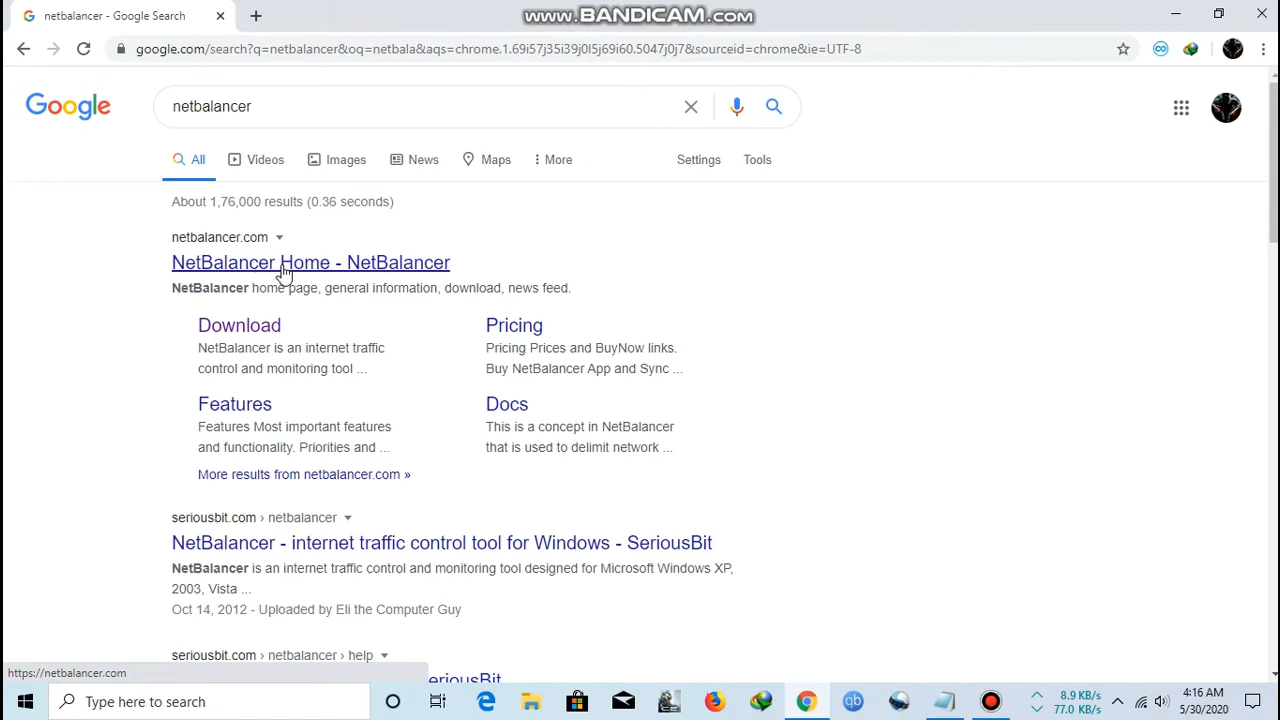 netbalancer - Google Search
www.BANDICAM.com
google.com/search?q=netbalancer&oq=netbala&aqs=chrome.1.69i57j35i39j0l5j69i60.5047j0j7&sourceid=chrome&ie=UTF-8
Google
netbalancer
All
Videos
Images
News
Maps
More
Settings
Tools
About 1,76,000 results (0.36 seconds)
netbalancer.com
NetBalancer Home - NetBalancer
NetBalancer home page, general information, download, news feed.
Download
NetBalancer is an internet traffic
control and monitoring tool ...
Pricing
Pricing Prices and BuyNow links.
Buy NetBalancer App and Sync ...
Features
Features Most important features
and functionality. Priorities and ...
Docs
This is a concept in NetBalancer
that is used to delimit network ...
More results from netbalancer.com »
seriousbit.com › netbalancer
NetBalancer - internet traffic control tool for Windows - SeriousBit
NetBalancer is an internet traffic control and monitoring tool designed for Microsoft Windows XP,
2003, Vista ...
Oct 14, 2012 - Uploaded by Eli the Computer Guy
seriousbit.com › netbalancer › help
eriousBit
https://netbalancer.com
Type here to search
8.9 KB/s
77.0 KB/s
4:16 AM
5/30/2020